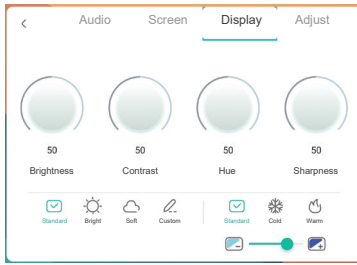 Audio Screen Display Adjust
50 50 50 50
Brightness Contrast Hue Sharpness
Standard Bright Soft Custom Standard Cold Warm